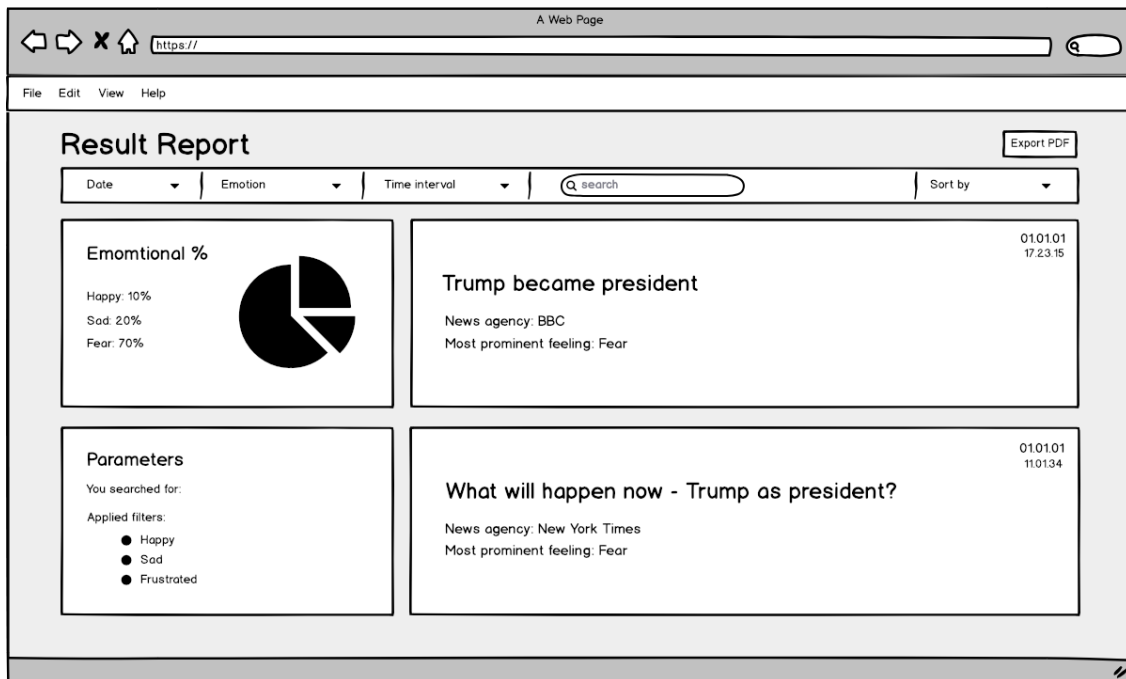 A Web Page
https://
File Edit View Help
Result Report
Export PDF
Date Emotion Time interval search Sort by
Emomtional %
Happy: 10%
Sad: 20%
Fear: 70%
01.01.01
17.23.15
Trump became president
News agency: BBC
Most prominent feeling: Fear
Parameters
You searched for:
Applied filters:
Happy
Sad
Frustrated
01.01.01
11.01.34
What will happen now - Trump as president?
News agency: New York Times
Most prominent feeling: Fear